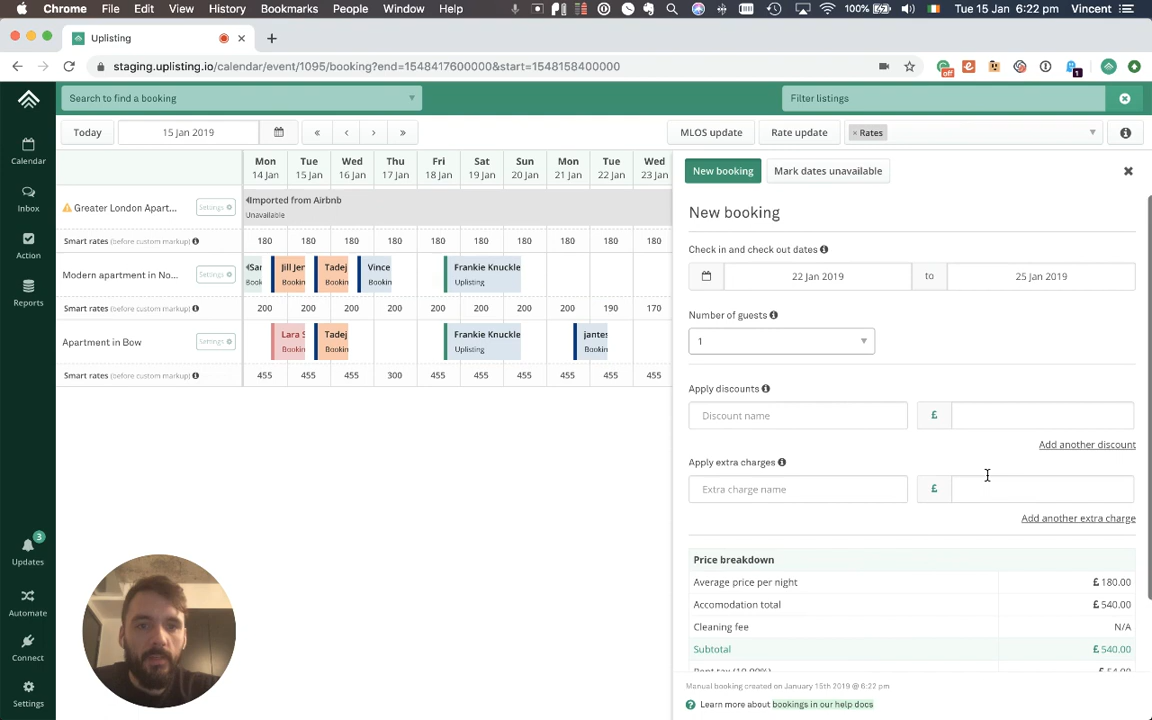 Chrome File Edit View History Bookmarks People Window Help 100% Tue 15 Jan 6:22 pm Vincent
Uplisting
staging.uplisting.io/calendar/event/1095/booking?end=1548417600000&start=1548158400000
off 1
Search to find a booking
Filter listings
Today 15 Jan 2019 « ‹ › » MLOS update Rate update × Rates
Calendar
Inbox
Action
Reports
3
Updates
Automate
Connect
Settings
Mon Tue Wed Thu Fri Sat Sun Mon Tue Wed
14 Jan 15 Jan 16 Jan 17 Jan 18 Jan 19 Jan 20 Jan 21 Jan 22 Jan 23 Jan
Greater London Apart... Settings
Imported from Airbnb
Unavailable
Smart rates (before custom markup) 180 180 180 180 180 180 180 180 180 180
Modern apartment in No... Settings
Jill Jer Tadej Vince Frankie Knuckle
Bookin Bookin Bookin Uplisting
Smart rates (before custom markup) 200 200 200 200 200 200 200 200 190 170
Apartment in Bow Settings
Lara S Tadej Frankie Knuckle jantes
Bookin Bookin Uplisting Bookin
Smart rates (before custom markup) 455 455 455 300 455 455 455 455 455 455
New booking Mark dates unavailable
New booking
Check in and check out dates
22 Jan 2019 to 25 Jan 2019
Number of guests
1
Apply discounts
Discount name £
Add another discount
Apply extra charges
Extra charge name £
Add another extra charge
Price breakdown
Average price per night £180.00
Accomodation total £540.00
Cleaning fee N/A
Subtotal £540.00
Manual booking created on January 15th 2019 @ 6:22 pm
Learn more about bookings in our help docs